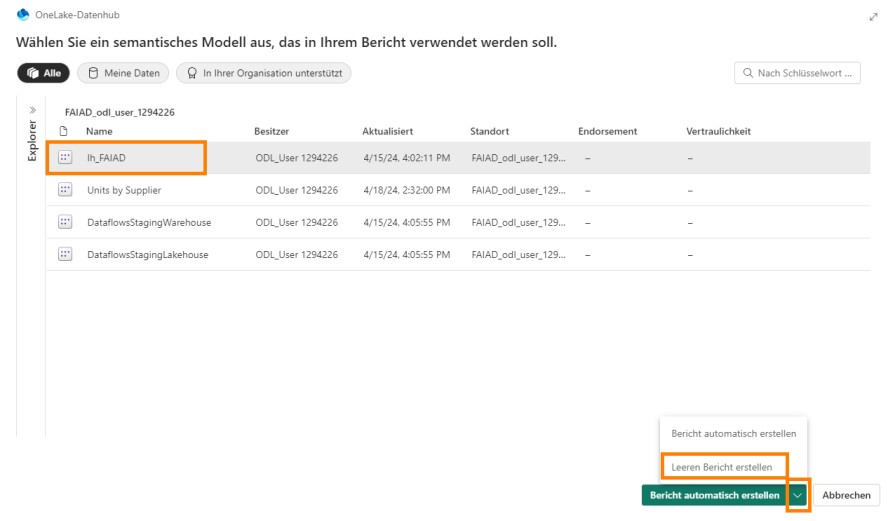 OneLake-Datenhub
Wählen Sie ein semantisches Modell aus, das in Ihrem Bericht verwendet werden soll.
Alle Meine Daten In Ihrer Organisation unterstützt Nach Schlüsselwort ...
Explorer
FAIAD_odl_user_1294226
Name Besitzer Aktualisiert Standort Endorsement Vertraulichkeit
lh_FAIAD ODL_User 1294226 4/15/24, 4:02:11 PM FAIAD_odl_user_129... – –
Units by Supplier ODL_User 1294226 4/18/24, 2:32:00 PM FAIAD_odl_user_129... – –
DataflowsStagingWarehouse ODL_User 1294226 4/15/24, 4:05:55 PM FAIAD_odl_user_129... – –
DataflowsStagingLakehouse ODL_User 1294226 4/15/24, 4:05:55 PM FAIAD_odl_user_129... – –
Bericht automatisch erstellen
Leeren Bericht erstellen
Bericht automatisch erstellen Abbrechen